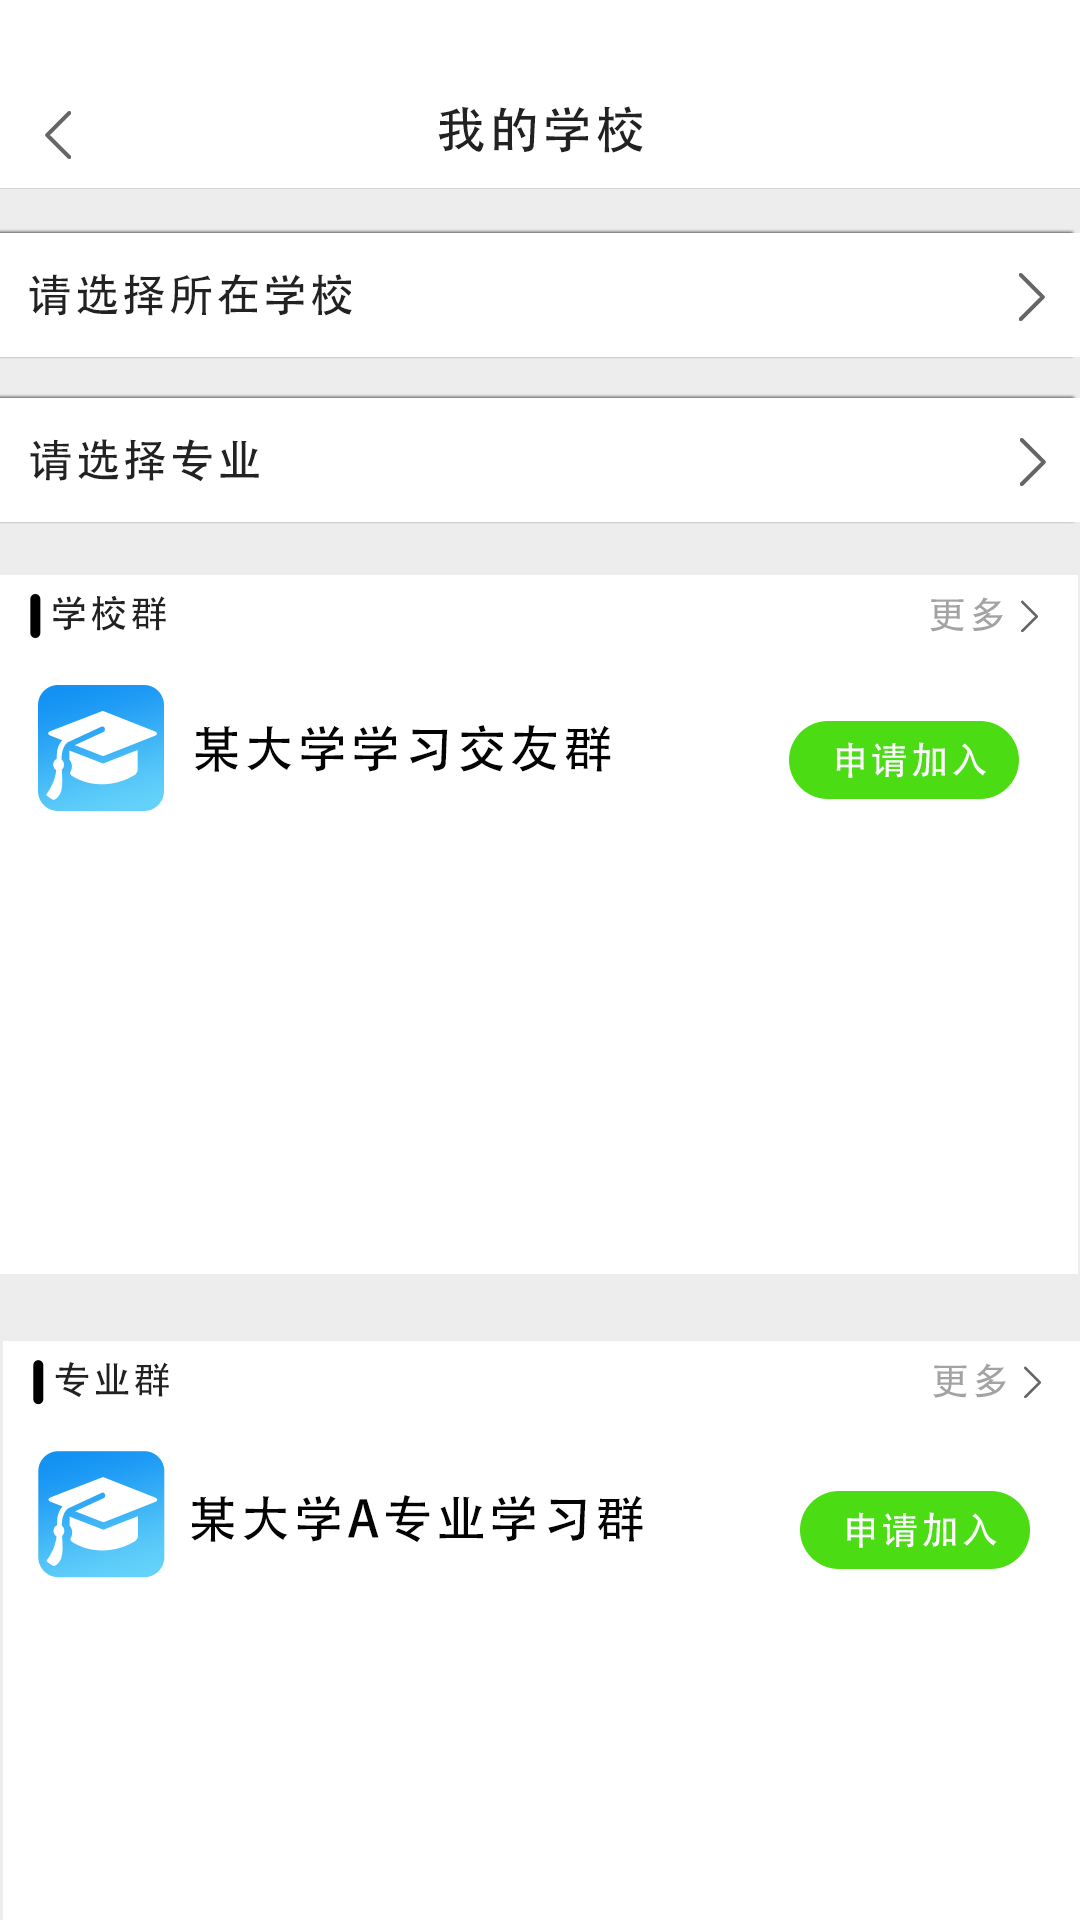 我的学校
请选择所在学校
请选择专业
学校群 更多
某大学学习交友群 申请加入
专业群 更多
某大学A专业学习群 申请加入